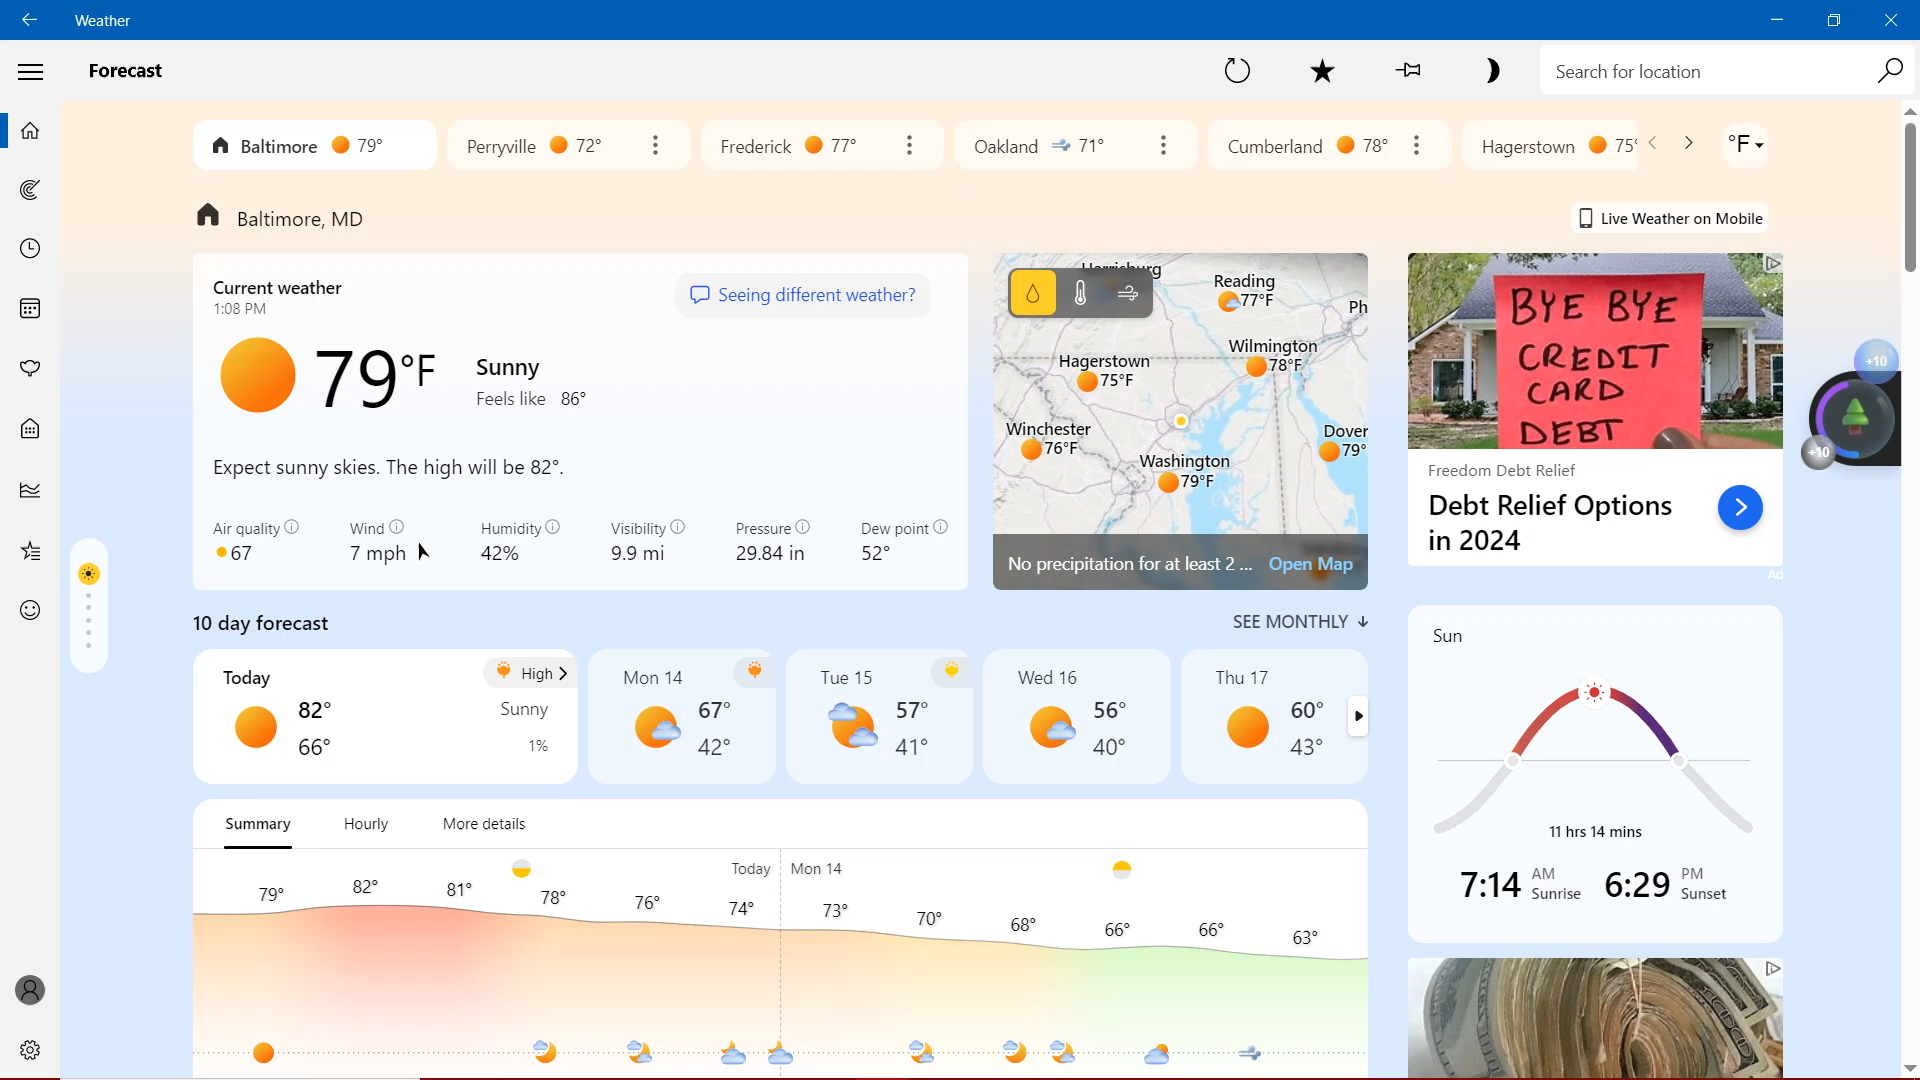 Weather
Forecast
Search for location
Baltimore 79°
Perryville 72°
Frederick 77°
Oakland 71°
Cumberland 78°
Hagerstown 75°
°F
Baltimore, MD
Live Weather on Mobile
Current weather
1:08 PM
Seeing different weather?
79°F
Sunny
Feels like 86°
Expect sunny skies. The high will be 82°.
Air quality
67
Wind
7 mph
Humidity
42%
Visibility
9.9 mi
Pressure
29.84 in
Dew point
52°
Harrisburg
Reading
77°F
Ph
Wilmington
78°F
Hagerstown
75°F
Winchester
76°F
Dover
79°
Washington
79°F
No precipitation for at least 2 ...
Open Map
BYE BYE
CREDIT
CARD
DEBT
Freedom Debt Relief
Debt Relief Options
in 2024
Ad
+10
+10
10 day forecast
SEE MONTHLY
Today
High
82°
Sunny
66°
1%
Mon 14
67°
42°
Tue 15
57°
41°
Wed 16
56°
40°
Thu 17
60°
43°
Sun
11 hrs 14 mins
7:14 AM
Sunrise
6:29 PM
Sunset
Summary
Hourly
More details
Today
Mon 14
79°
82°
81°
78°
76°
74°
73°
70°
68°
66°
66°
63°